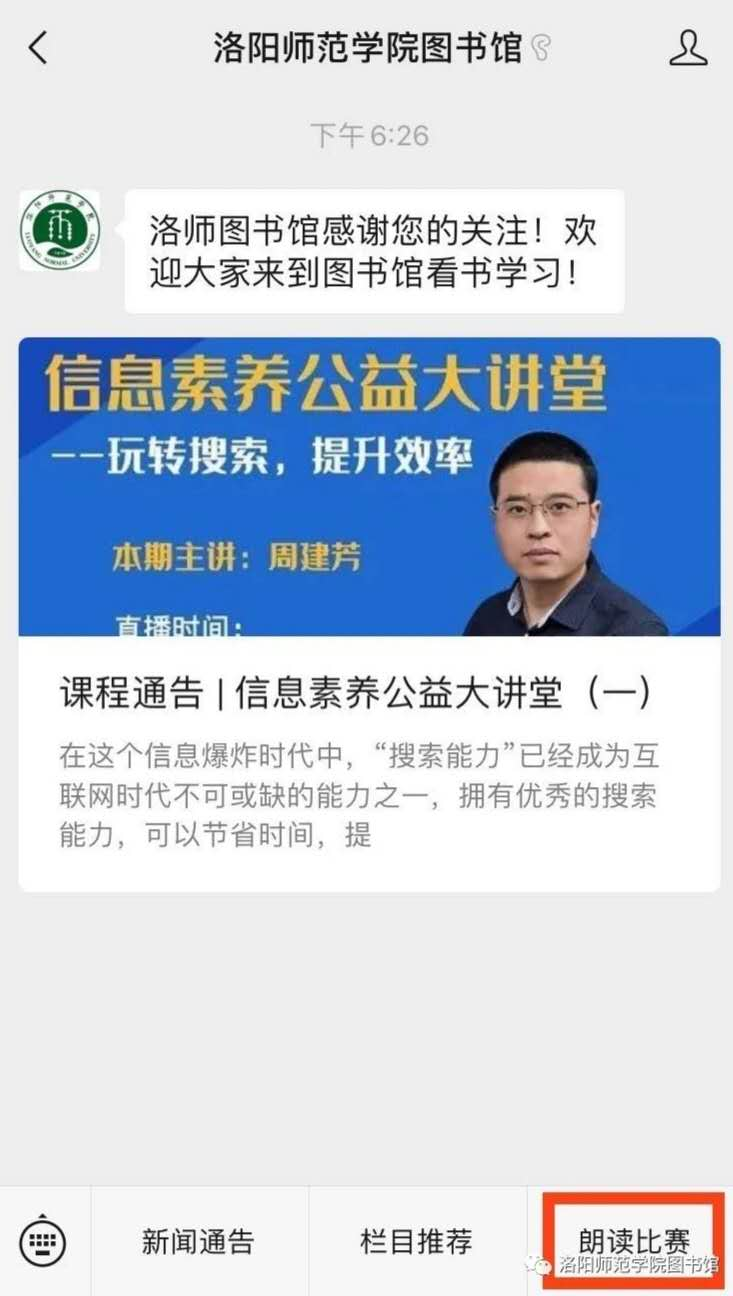 洛阳师范学院图书馆
下午 6:26
洛师图书馆感谢您的关注！欢
迎大家来到图书馆看书学习！
信息素养公益大讲堂
--玩转搜索，提升效率
本期主讲：周建芳
直播时间：
课程通告 | 信息素养公益大讲堂（一）
在这个信息爆炸时代中，“搜索能力”已经成为互
联网时代不可或缺的能力之一，拥有优秀的搜索
能力，可以节省时间，提
新闻通告
栏目推荐
朗读比赛
洛阳师范学院图书馆